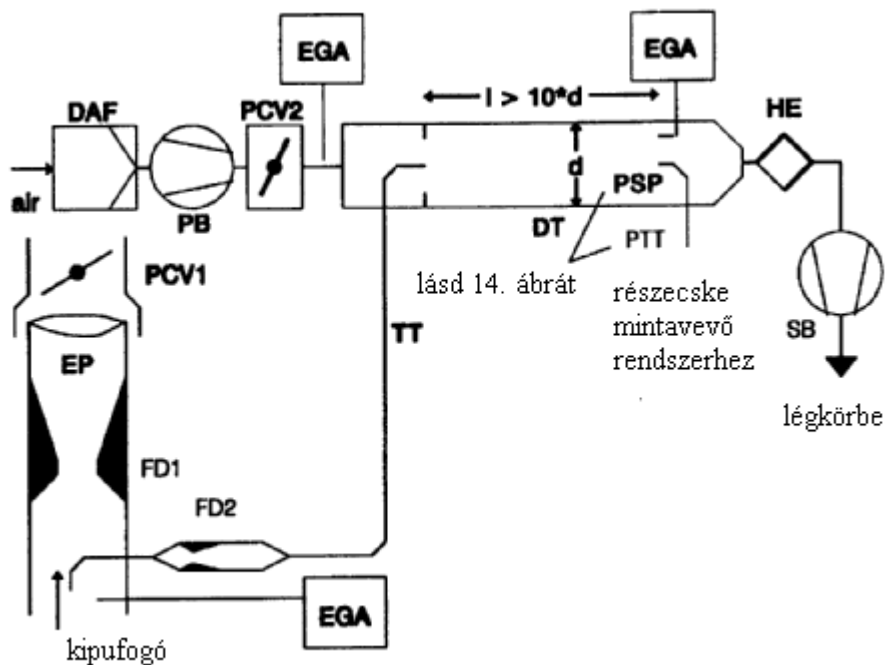 EGA
EGA
DAF
PCV2
l > 10*d
HE
air
PB
d
PSP
DT
PTT
PCV1
lásd 14. ábrát
részecske
mintavevő
rendszerhez
SB
TT
EP
légkörbe
FD1
FD2
EGA
kipufogó